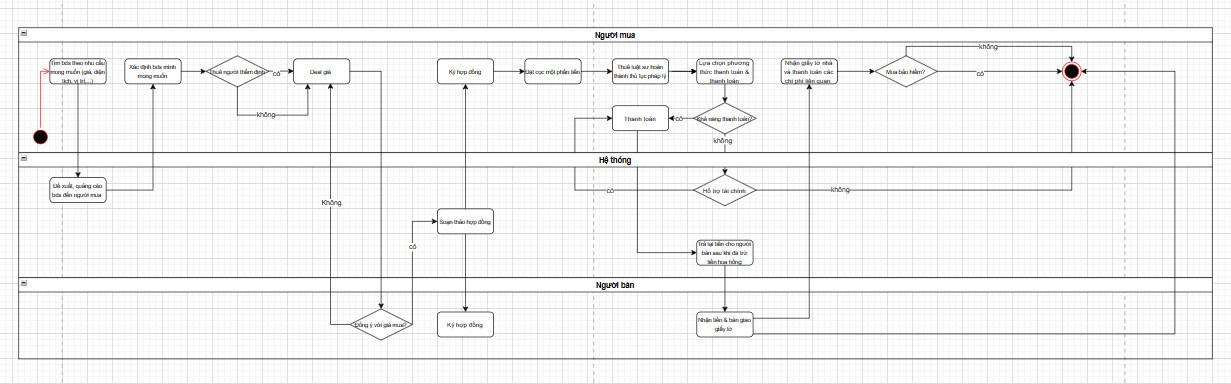 Người mua
không
Tìm bđs theo nhu cầu
mong muốn (giá, diện
tích, vị trí,...)
Xác định bđs mình
mong muốn
Thuê người thẩm định
có
Deal giá
Ký hợp đồng
Đặt cọc một phần tiền
Thuê luật sư hoàn
thành thủ tục pháp lý
Lựa chọn phương
thức thanh toán &
thanh toán
Nhận giấy tờ nhà
và thanh toán các
chi phí liên quan
Mua bảo hiểm?
có
không
Thanh toán
có
Khả năng thanh toán?
không
Hệ thống
Đề xuất, quảng cáo
bđs đến người mua
có
Hỗ trợ tài chính
không
Không
Soạn thảo hợp đồng
có
Trả lại tiền cho người
bán sau khi đã trừ
tiền hoa hồng
Người bán
Đồng ý với giá mua?
Ký hợp đồng
Nhận tiền & bàn giao
giấy tờ